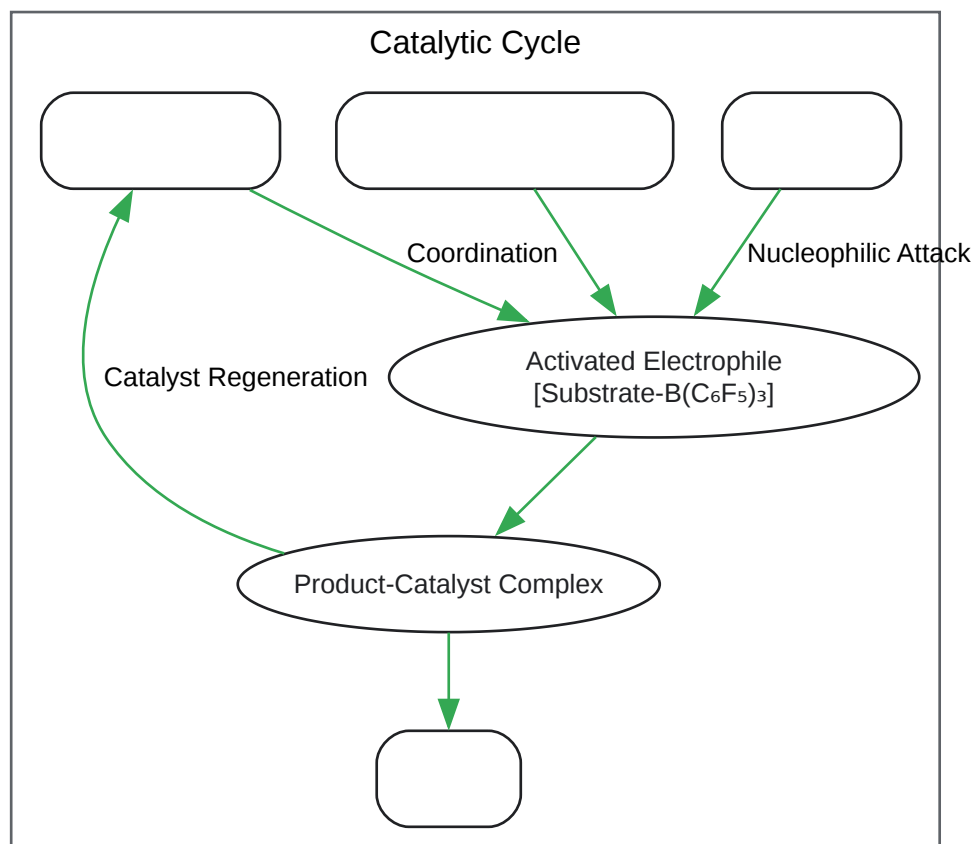 Catalytic Cycle
Coordination
Nucleophilic Attack
Activated Electrophile
[Substrate-B(C₆F₅)₃]
Catalyst Regeneration
Product-Catalyst Complex